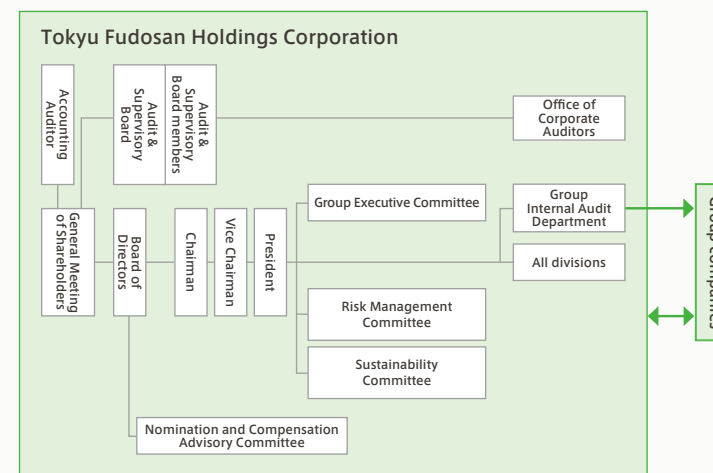 Tokyu Fudosan Holdings Corporation
Accounting
Auditor
Audit &
Supervisory
Board
Audit &
Supervisory
Board members
Office of
Corporate
Auditors
General Meeting
of Shareholders
Board of
Directors
Chairman
Vice Chairman
President
Group Executive Committee
Group
Internal Audit
Department
All divisions
Risk Management
Committee
Sustainability
Committee
Nomination and Compensation
Advisory Committee